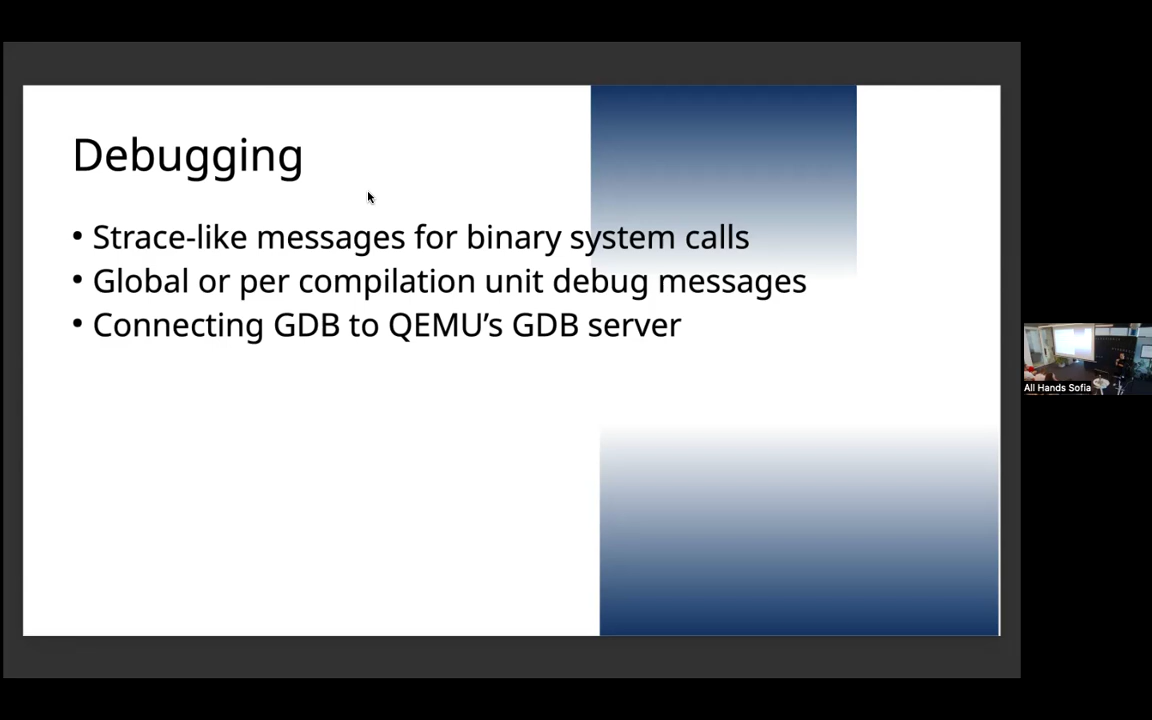 Debugging
• Strace-like messages for binary system calls
• Global or per compilation unit debug messages
• Connecting GDB to QEMU’s GDB server
All Hands Sofia